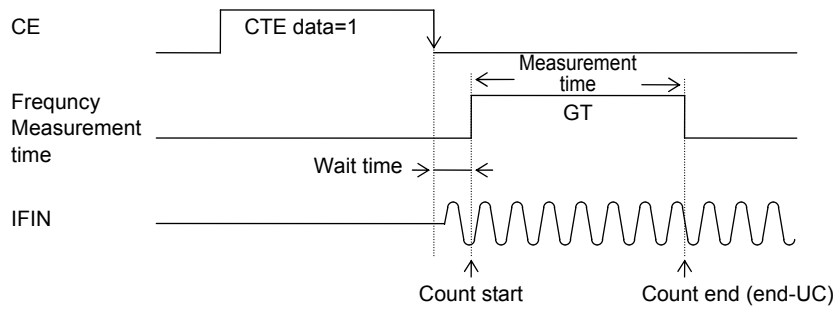 CE
CTE data=1
Measurement
time
Frequncy
Measurement
time
GT
Wait time
IFIN
Count start
Count end (end-UC)